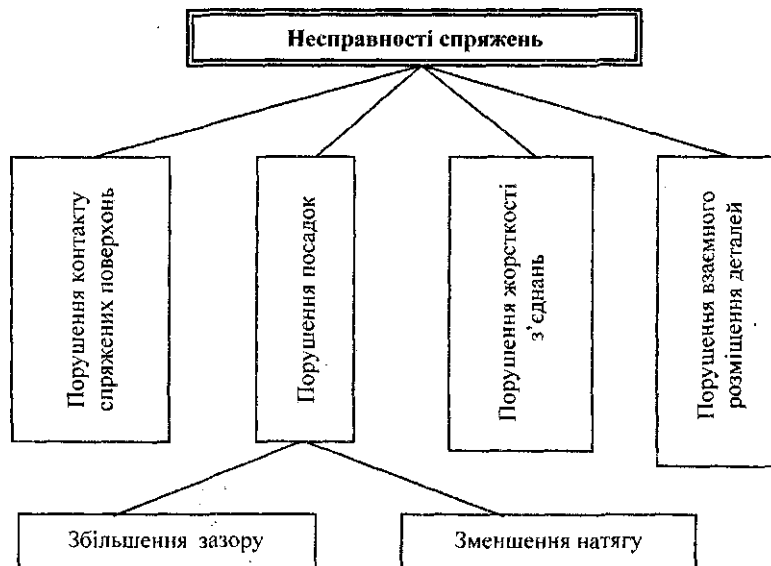 Несправності спряжень
Порушення контакту
спряжених поверхонь
Порушення посадок
Порушення жорсткості
з’єднань
Порушення взаємного
розміщення деталей
Збільшення зазору
Зменшення натягу